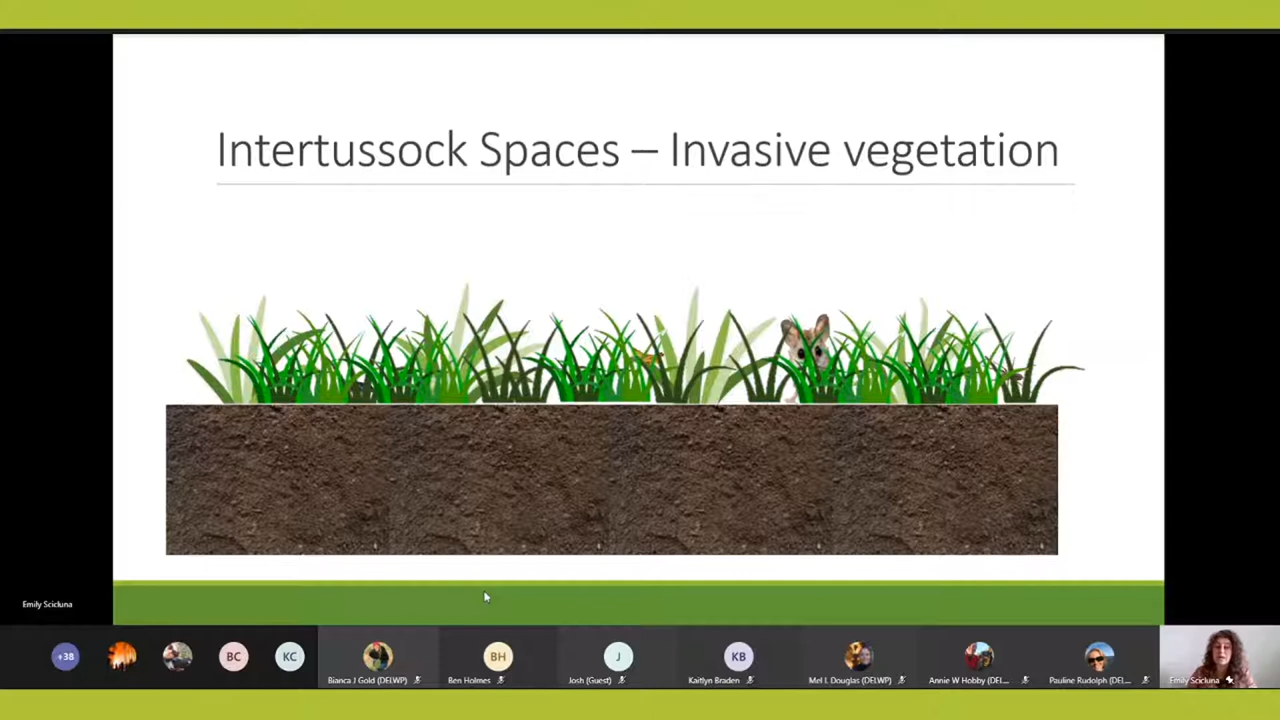 Intertussock Spaces – Invasive vegetation
Emily Scicluna
+38
BC
KC
Bianca J Gold (DELWP)
BH
Ben Holmes
J
Josh (Guest)
KB
Kaitlyn Braden
Mel L Douglas (DELWP)
Annie W Hobby (DEL...
Pauline Rudolph (DEL...
Emily Scicluna